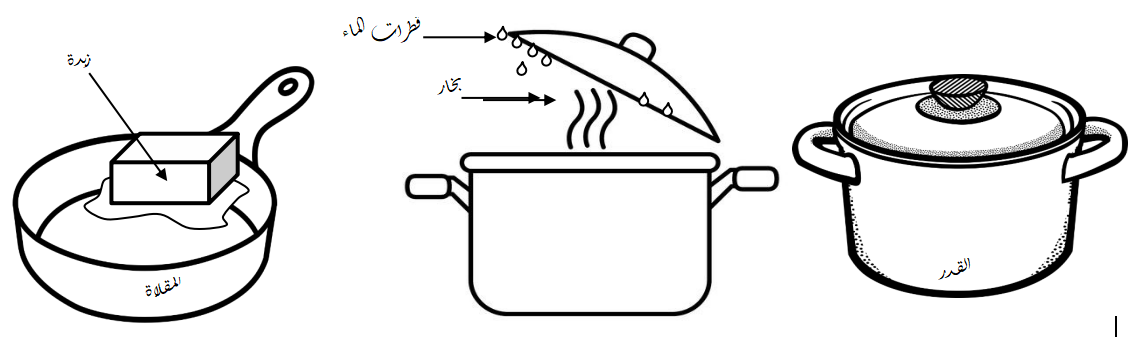 قطرات الماء
زبدة
بخار
القدر
المقلاة